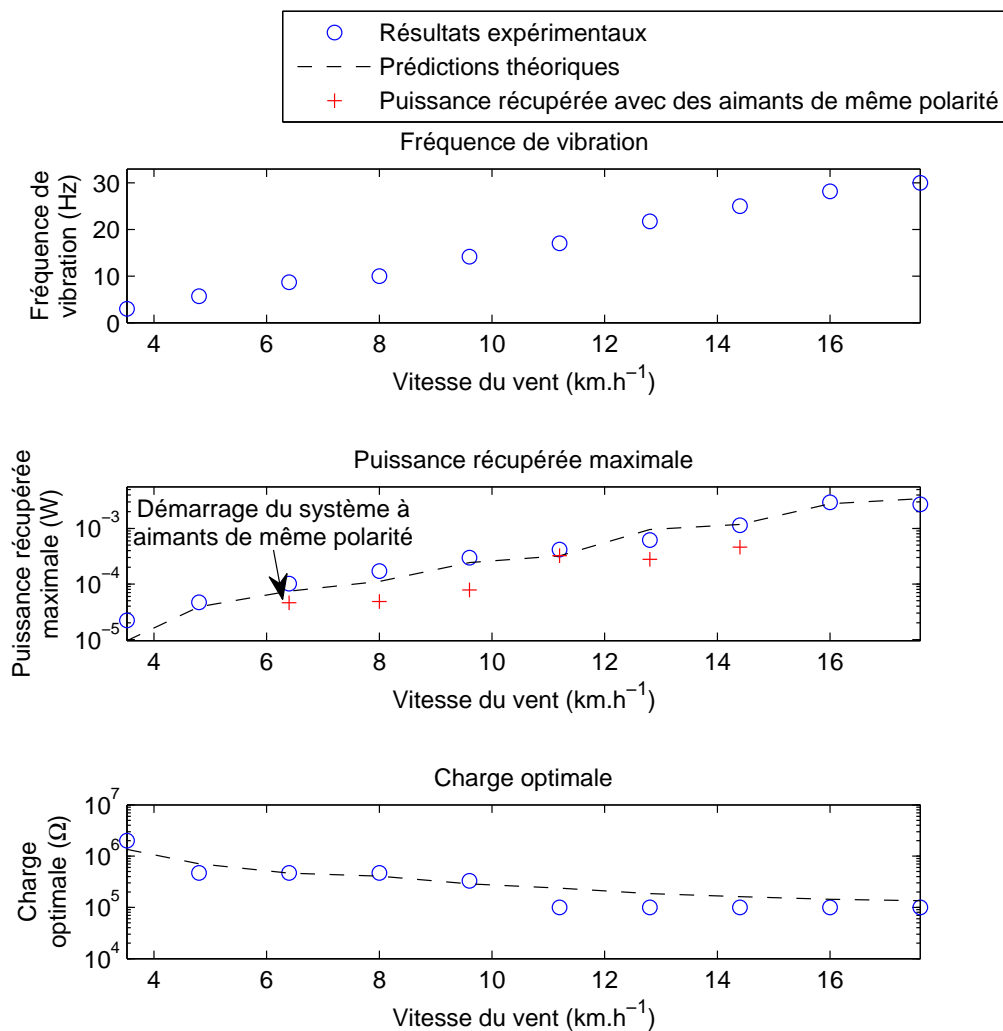 Résultats expérimentaux
Prédictions théoriques
Puissance récupérée avec des aimants de même polarité
Fréquence de vibration
Fréquence de
vibration (Hz)
30
20
10
0
4 6 8 10 12 14 16
Vitesse du vent (km.h⁻¹)
Puissance récupérée maximale
Puissance récupérée
maximale (W)
Démarrage du système à
aimants de même polarité
10⁻³
10⁻⁴
10⁻⁵
4 6 8 10 12 14 16
Vitesse du vent (km.h⁻¹)
Charge optimale
Charge
optimale (Ω)
10⁷
10⁶
10⁵
10⁴
4 6 8 10 12 14 16
Vitesse du vent (km.h⁻¹)